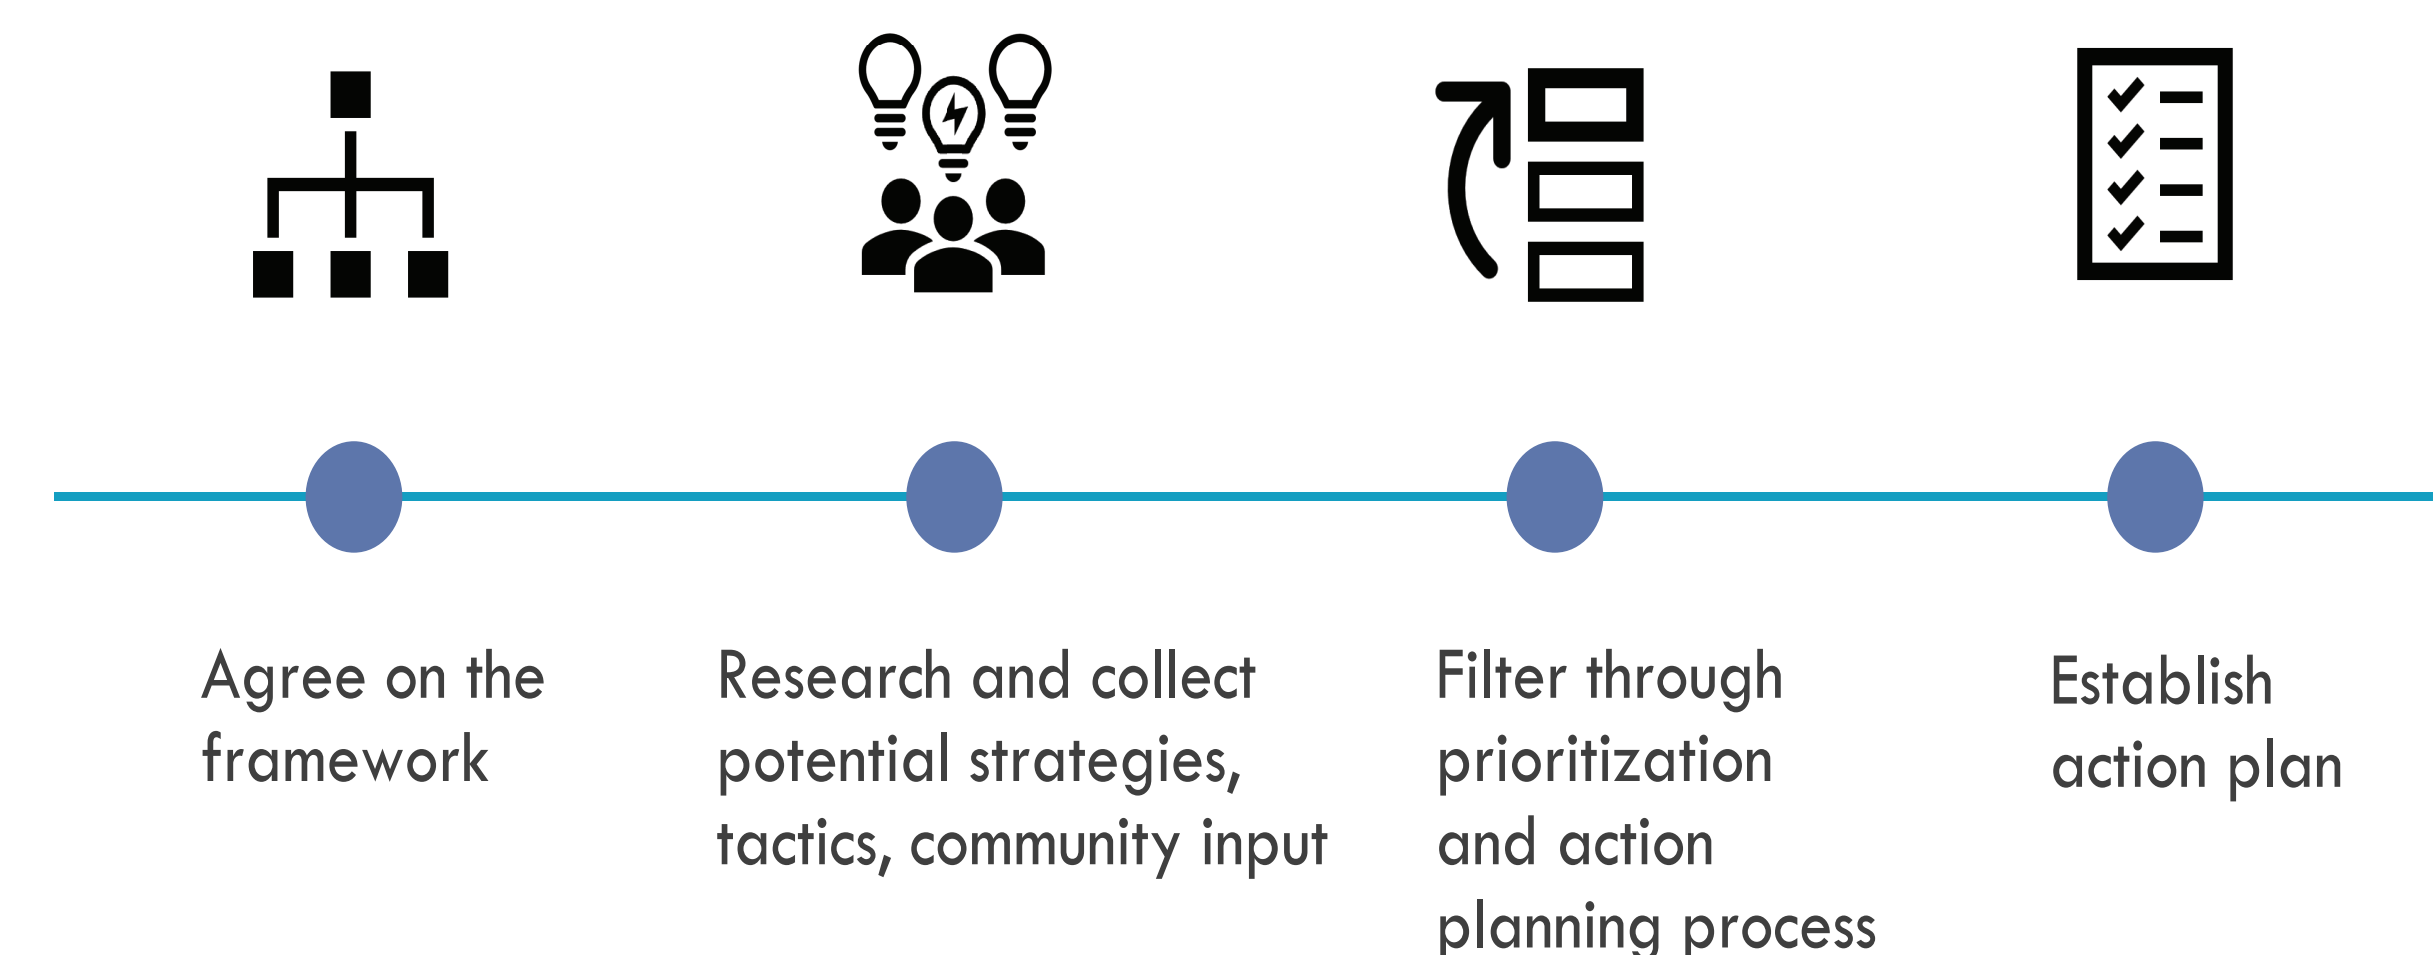 Agree on the
framework
Research and collect
potential strategies,
tactics, community input
Filter through
prioritization
and action
planning process
Establish
action plan